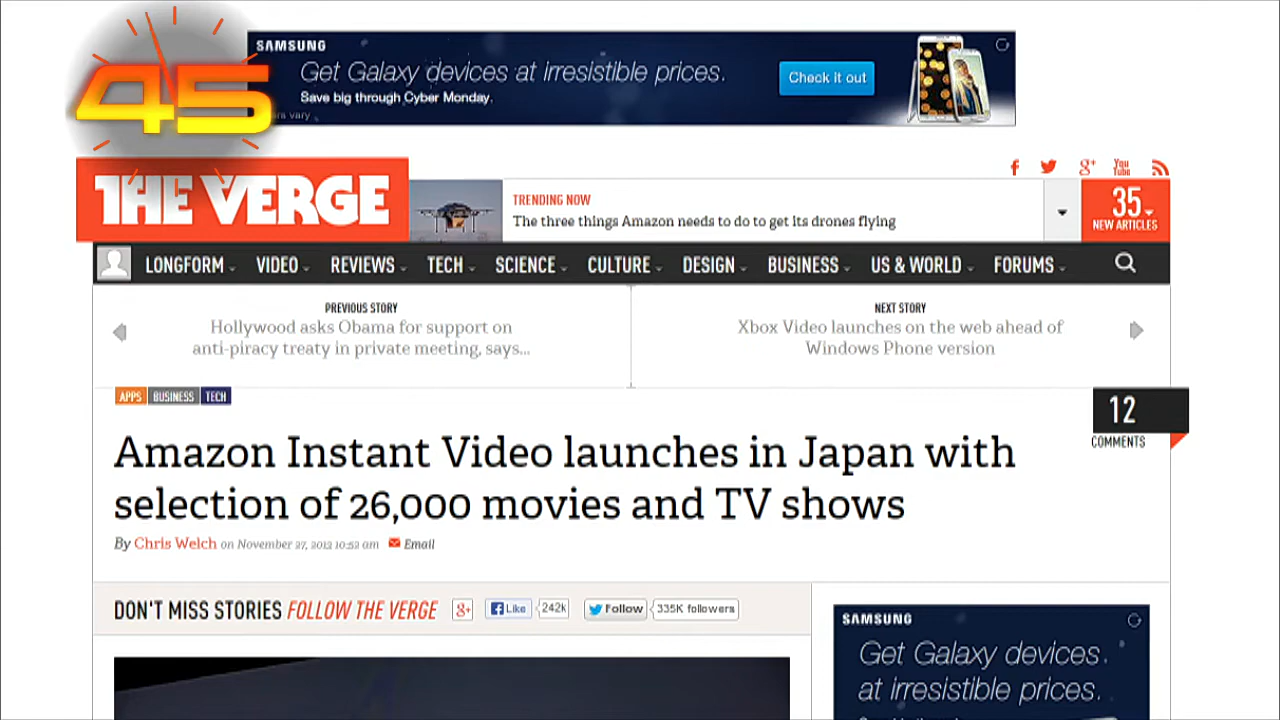 45
SAMSUNG
Get Galaxy devices at irresistible prices.
Save big through Cyber Monday.
vary
Check it out
THE VERGE
TRENDING NOW
The three things Amazon needs to do to get its drones flying
g+
You
Tube
35
NEW ARTICLES
LONGFORM VIDEO REVIEWS TECH SCIENCE CULTURE DESIGN BUSINESS US & WORLD FORUMS
PREVIOUS STORY
Hollywood asks Obama for support on
anti-piracy treaty in private meeting, says...
NEXT STORY
Xbox Video launches on the web ahead of
Windows Phone version
APPS BUSINESS TECH
12
COMMENTS
Amazon Instant Video launches in Japan with
selection of 26,000 movies and TV shows
By Chris Welch on November 27, 2013 10:52 am Email
DON'T MISS STORIES FOLLOW THE VERGE g+ Like 242k Follow 335K followers
SAMSUNG
Get Galaxy devices
at irresistible prices.